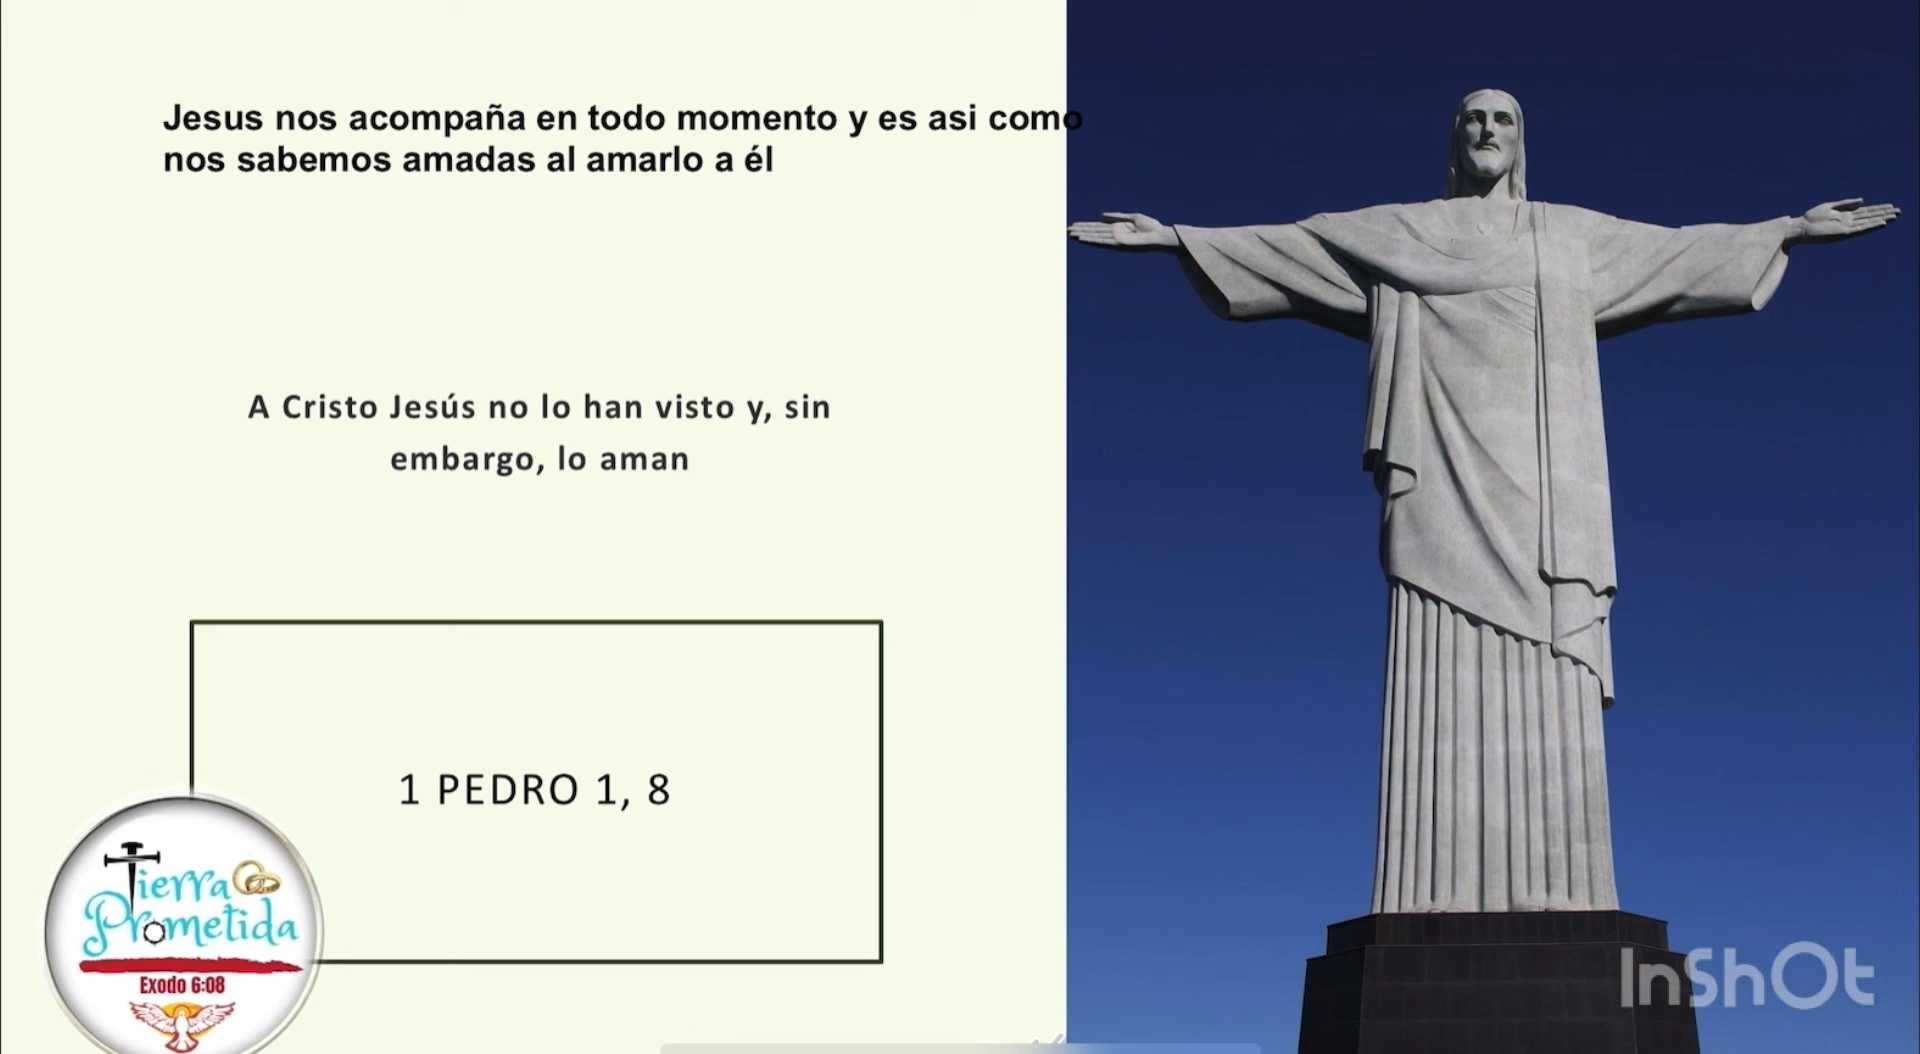 Jesus nos acompaña en todo momento y es asi como
nos sabemos amadas al amarlo a él
A Cristo Jesús no lo han visto y, sin
embargo, lo aman
1 PEDRO 1, 8
Tierra
Prometida
Exodo 6:08
InShOt